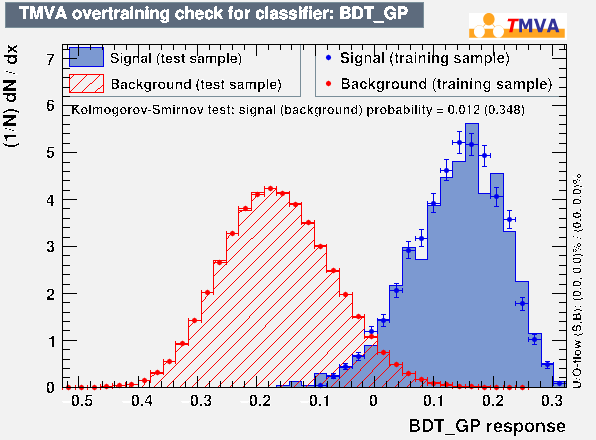 TMVA overtraining check for classifier: BDT_GP
TMVA
(1/N) dN / dx
Signal (test sample)
Background (test sample)
Signal (training sample)
Background (training sample)
Kolmogorov-Smirnov test: signal (background) probability = 0.012 (0.348)
7
6
5
4
3
2
1
0
-0.5 -0.4 -0.3 -0.2 -0.1 0 0.1 0.2 0.3
BDT_GP response
U/O-flow (S,B): (0.0, 0.0)% / (0.0, 0.0)%